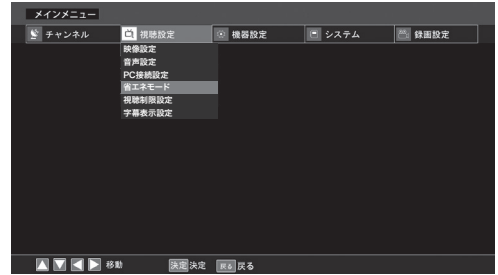 メインメニュー
チャンネル 視聴設定 機器設定 システム 録画設定
映像設定
音声設定
PC接続設定
省エネモード
視聴制限設定
字幕表示設定
移動 決定 決定 戻る 戻る